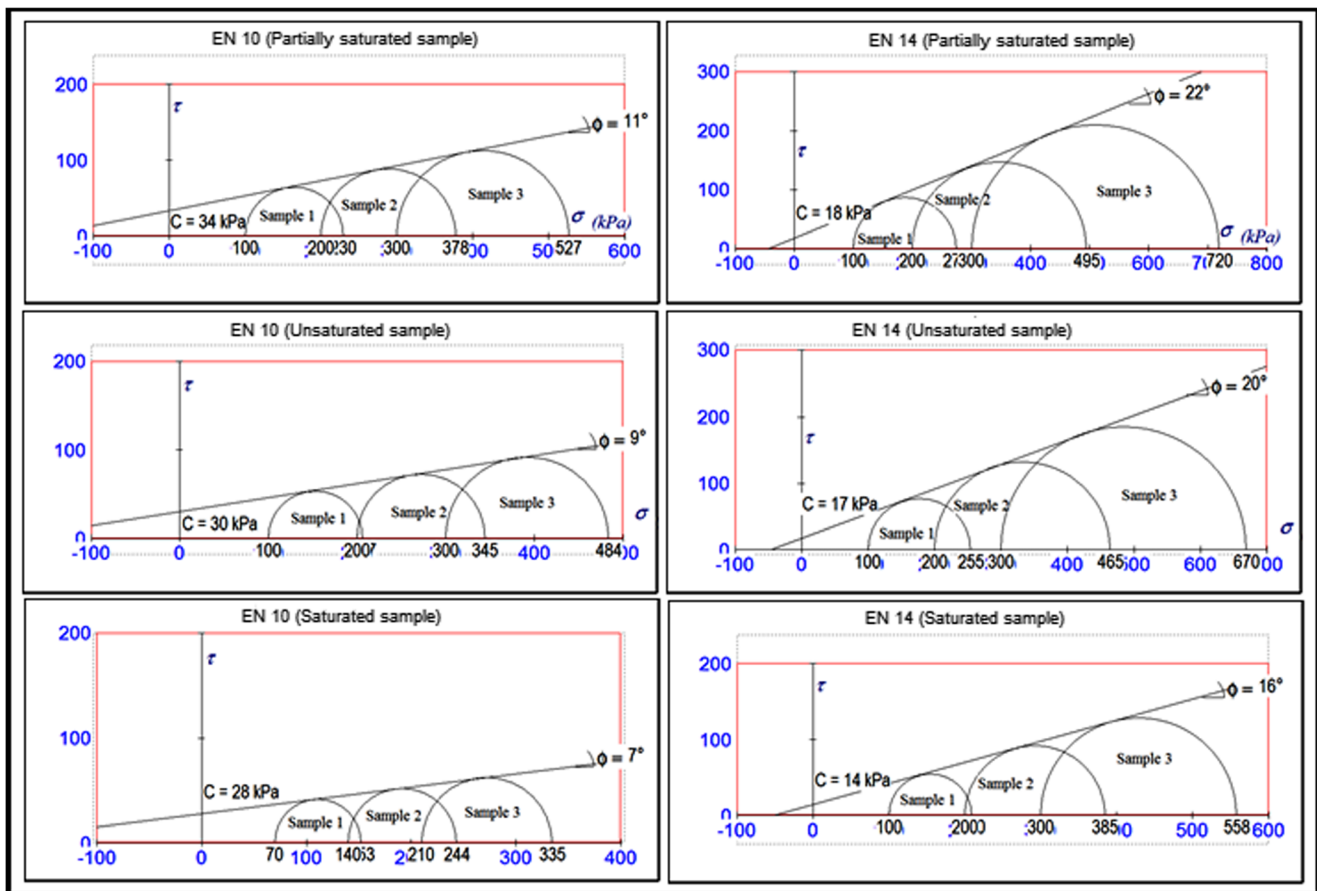 EN 10 (Partially saturated sample)
200
τ
ϕ = 11°
100
C = 34 kPa
Sample 1
Sample 2
Sample 3
σ (kPa)
0
-100 0 100 200 230 300 378 527 600
EN 14 (Partially saturated sample)
300
ϕ = 22°
200
τ
100
C = 18 kPa
Sample 1
Sample 2
Sample 3
σ (kPa)
0
-100 0 100 200 300 400 495 600 720 800
EN 10 (Unsaturated sample)
200
τ
ϕ = 9°
100
C = 30 kPa
Sample 1
Sample 2
Sample 3
σ
0
-100 0 100 300 345 400 484
EN 14 (Unsaturated sample)
300
ϕ = 20°
200
τ
100
C = 17 kPa
Sample 1
Sample 2
Sample 3
σ
0
-100 0 100 200 255 300 400 465 600 670
EN 10 (Saturated sample)
200
τ
100
ϕ = 7°
C = 28 kPa
Sample 1
Sample 2
Sample 3
0
-100 0 70 100 210 244 300 335 400
EN 14 (Saturated sample)
200
τ
ϕ = 16°
100
C = 14 kPa
Sample 1
Sample 2
Sample 3
0
-100 0 100 300 385 500 558 600